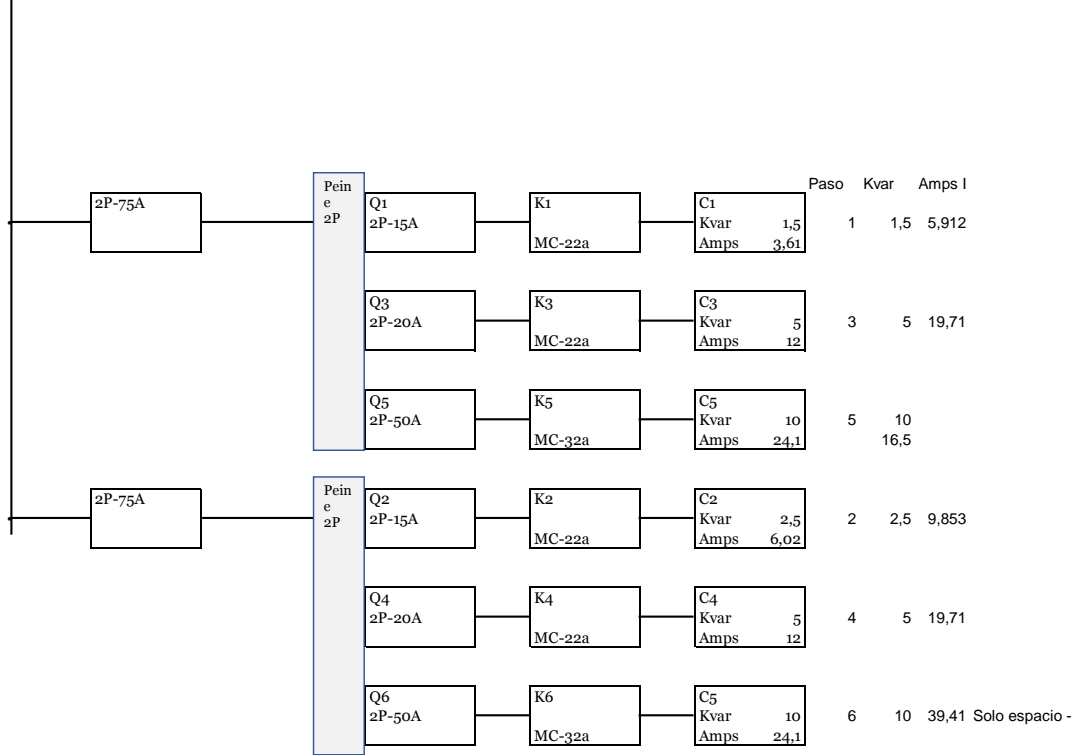 Paso Kvar Amps I
2P-75A
Pein
e
2P
Q1
2P-15A
K1
MC-22a
C1
Kvar 1,5
Amps 3,61
1 1,5 5,912
Q3
2P-20A
K3
MC-22a
C3
Kvar 5
Amps 12
3 5 19,71
Q5
2P-50A
K5
MC-32a
C5
Kvar 10
Amps 24,1
5 10
16,5
2P-75A
Pein
e
2P
Q2
2P-15A
K2
MC-22a
C2
Kvar 2,5
Amps 6,02
2 2,5 9,853
Q4
2P-20A
K4
MC-22a
C4
Kvar 5
Amps 12
4 5 19,71
Q6
2P-50A
K6
MC-32a
C5
Kvar 10
Amps 24,1
6 10 39,41 Solo espacio -